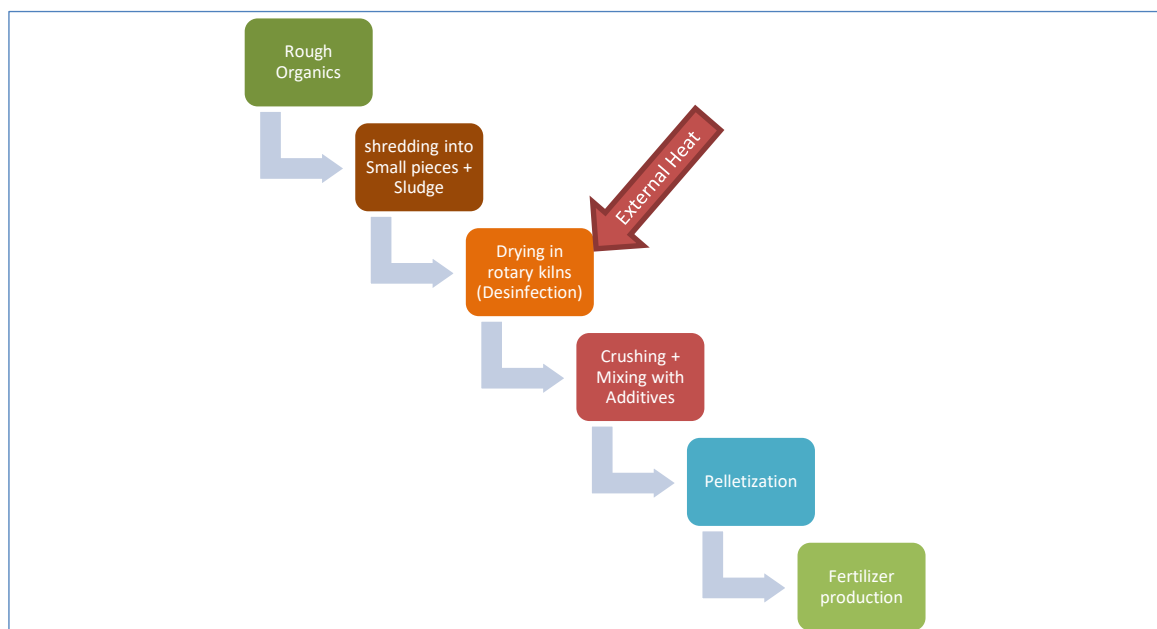 Rough
Organics
shredding into
Small pieces +
Sludge
External Heat
Drying in
rotary kilns
(Desinfection)
Crushing +
Mixing with
Additives
Pelletization
Fertilizer
production